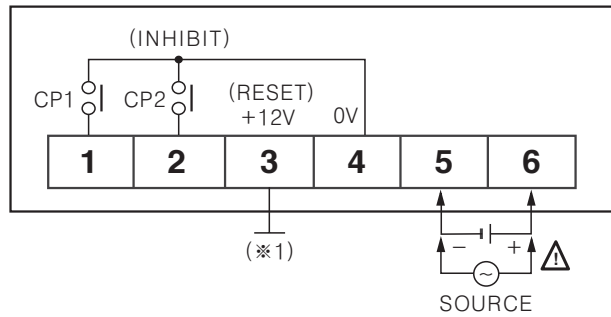 (INHIBIT)
CP1 CP2 (RESET)
+12V 0V
1 2 3 4 5 6
(※1) − +
SOURCE